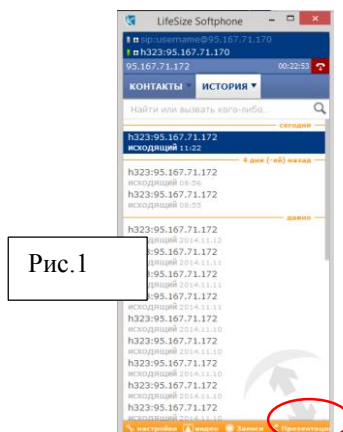 LifeSize Softphone
sip:username@95.167.71.170
h323:95.167.71.170
95.167.71.172 00:22:53
КОНТАКТЫ ИСТОРИЯ
Найти или вызвать кого-либо...
сегодня
h323:95.167.71.172
исходящий 11:22
4 дня (-ей) назад
h323:95.167.71.172
исходящий 08:56
h323:95.167.71.172
исходящий 08:55
давно
h323:95.167.71.172
исходящий 2014.11.12
h323:95.167.71.172
исходящий 2014.11.11
h323:95.167.71.172
исходящий 2014.11.11
Рис.1
h323:95.167.71.172
исходящий 2014.11.11
h323:95.167.71.172
исходящий 2014.11.10
h323:95.167.71.172
исходящий 2014.11.10
h323:95.167.71.172
исходящий 2014.11.10
h323:95.167.71.172
исходящий 2014.11.10
h323:95.167.71.172
настройки видео Записи Презентация